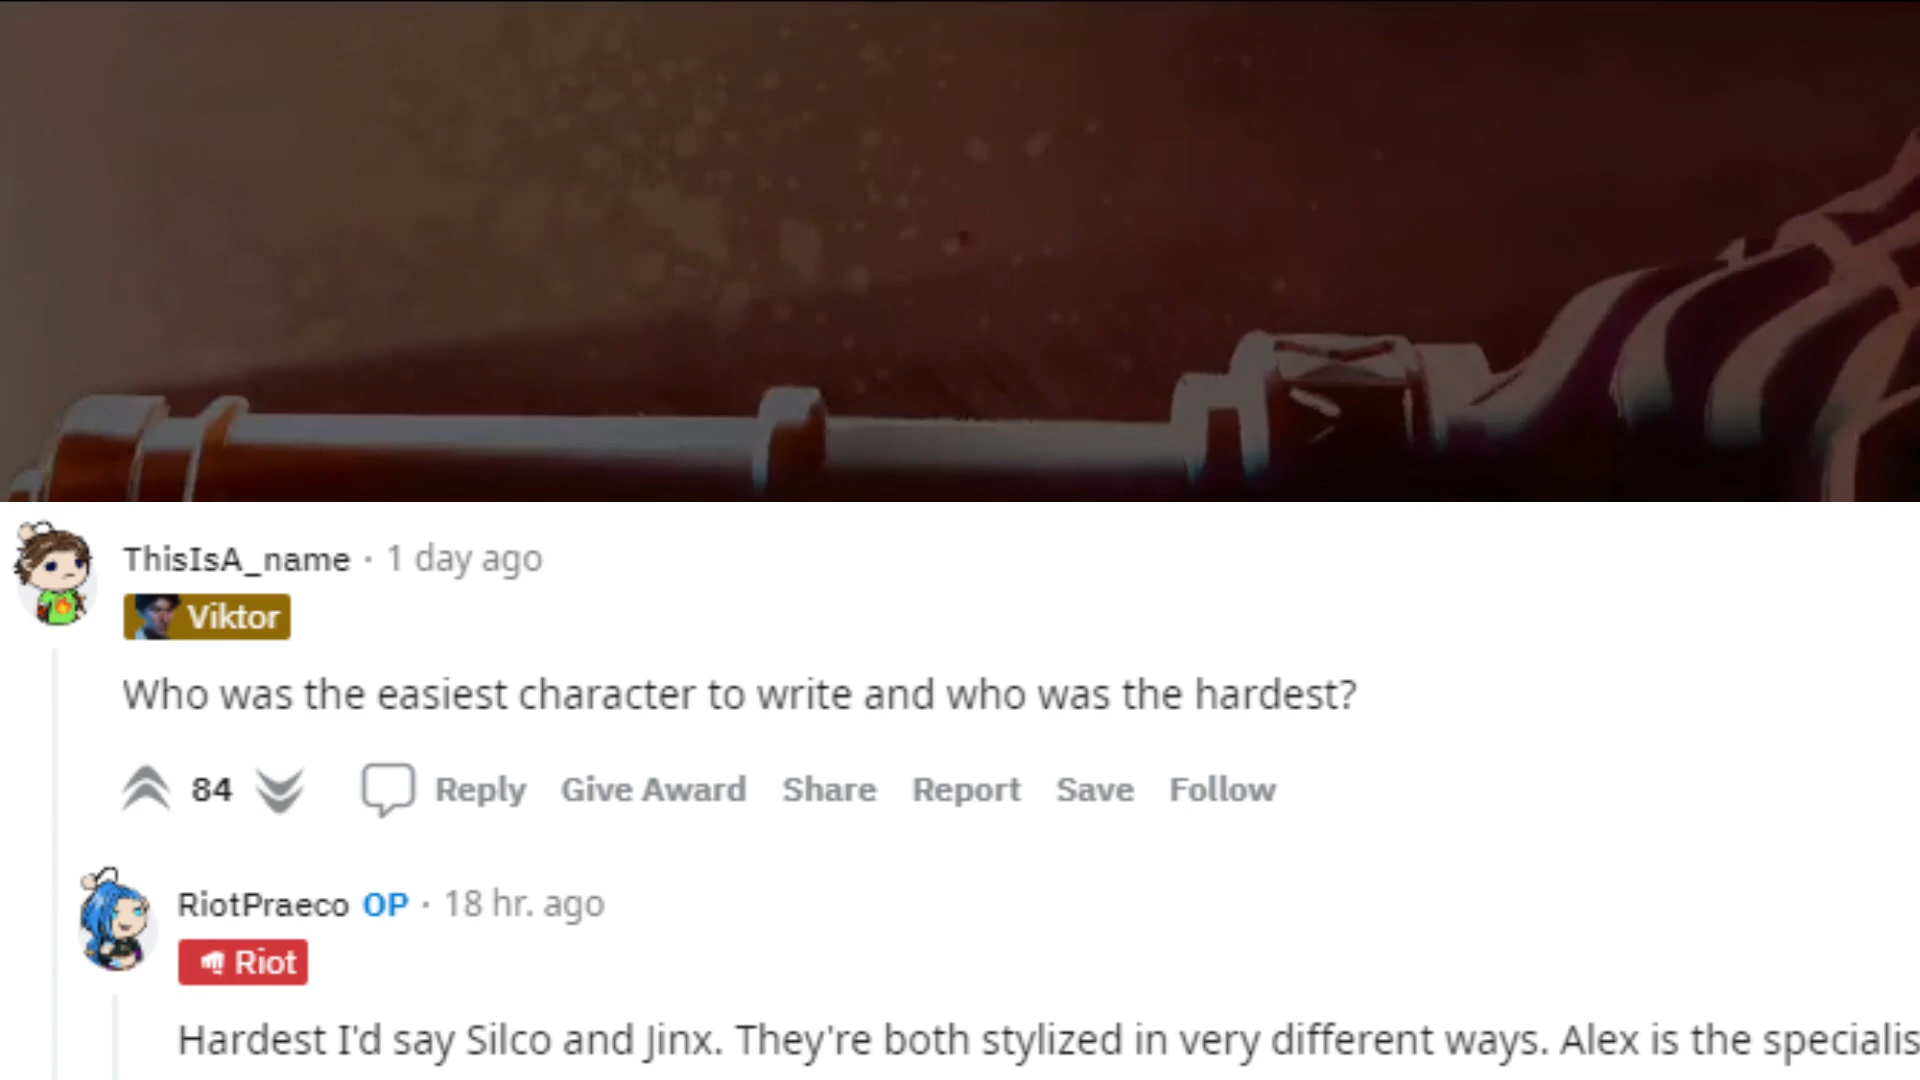 ThisIsA_name · 1 day ago
Viktor
Who was the easiest character to write and who was the hardest?
84 Reply Give Award Share Report Save Follow
RiotPraeco OP · 18 hr. ago
Riot
Hardest I'd say Silco and Jinx. They're both stylized in very different ways. Alex is the specialis